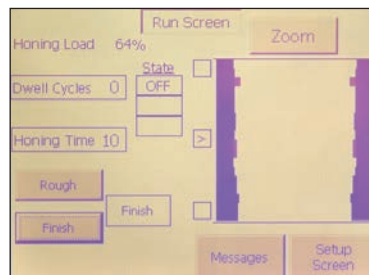 Run Screen
Honing Load 64%
Zoom
State
Dwell Cycles 0
OFF
Honing Time 10
>
Rough
Finish
Finish
Messages
Setup
Screen